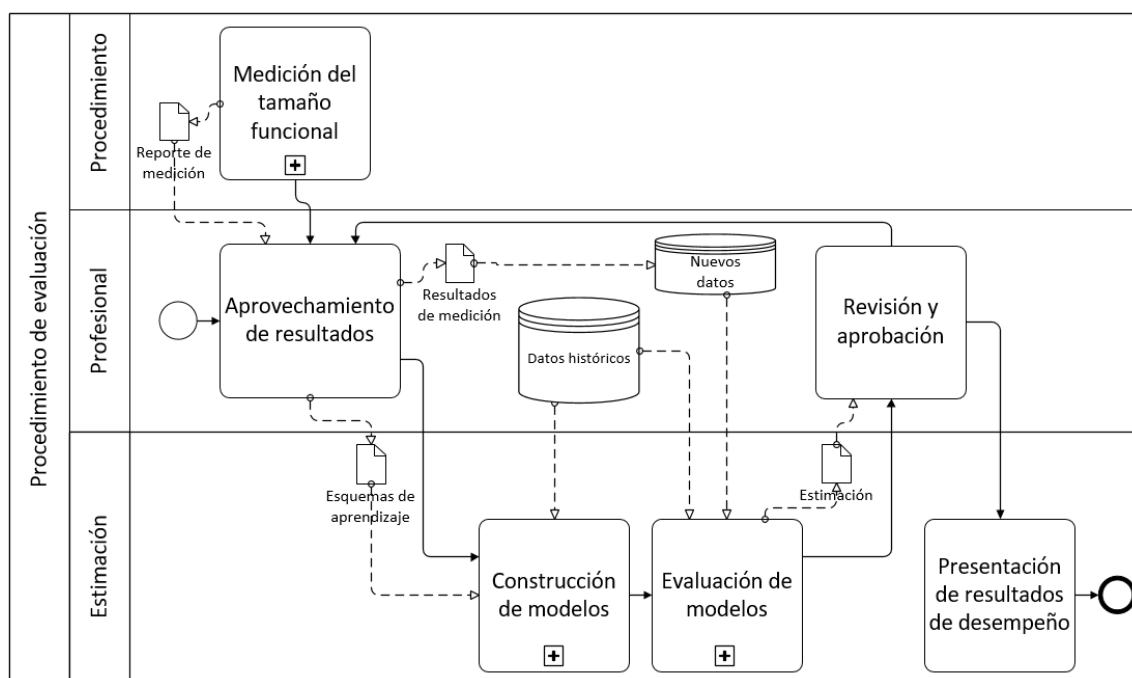 Procedimiento de evaluación
Procedimiento
Medición del
tamaño
funcional
Reporte de
medición
Profesional
Aprovechamiento
de resultados
Resultados
de medición
Nuevos
datos
Datos históricos
Revisión y
aprobación
Estimación
Esquemas de
aprendizaje
Construcción
de modelos
Evaluación de
modelos
Estimación
Presentación
de resultados
de desempeño